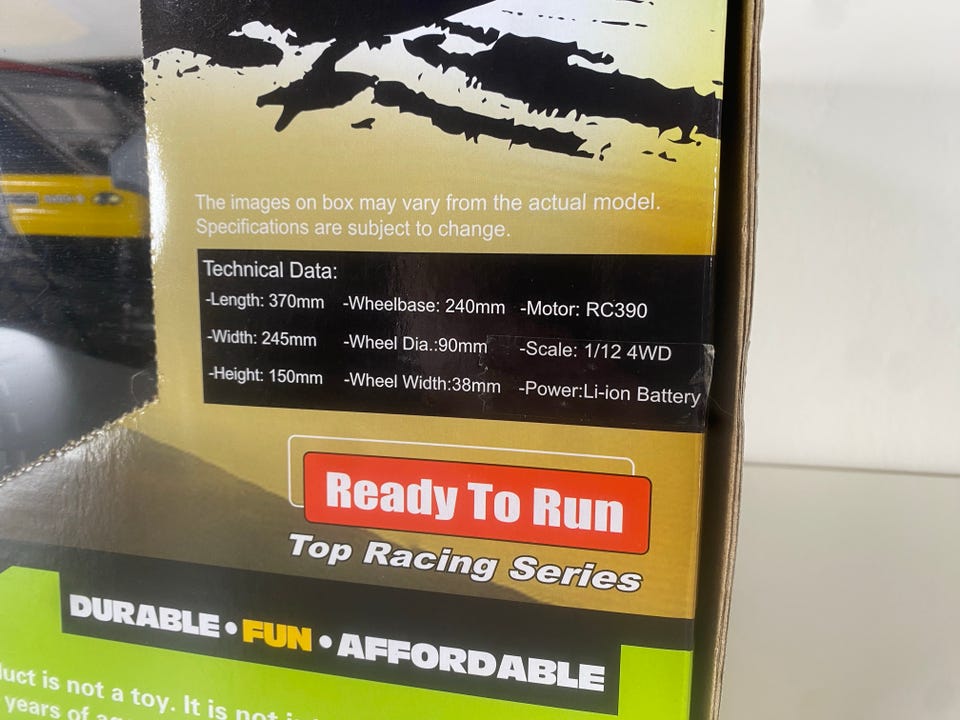 The images on box may vary from the actual model.
Specifications are subject to change.
Technical Data:
-Length: 370mm -Wheelbase: 240mm -Motor: RC390
-Width: 245mm -Wheel Dia.:90mm -Scale: 1/12 4WD
-Height: 150mm -Wheel Width:38mm -Power:Li-ion Battery
Ready To Run
Top Racing Series
DURABLE • FUN • AFFORDABLE
is not a toy. It is not
years of